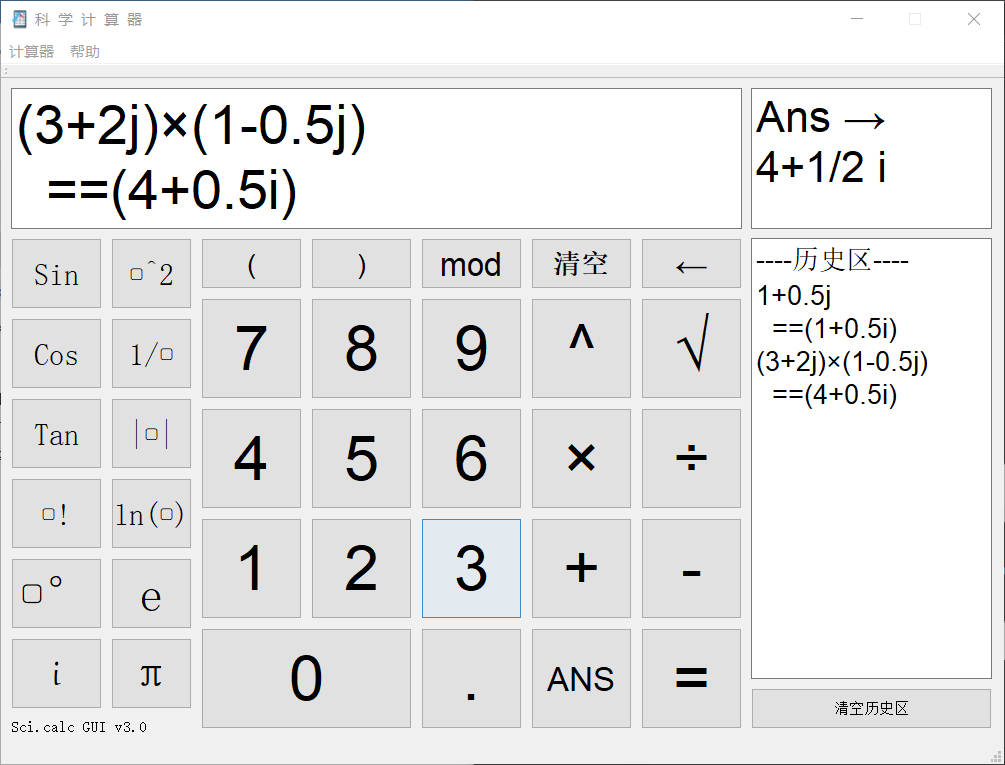 科 学 计 算 器
计算器 帮助
(3+2j)×(1-0.5j)
==(4+0.5i)
Ans →
4+1/2 i
Sin ▢^2 ( ) mod 清空 ←
Cos 1/▢ 7 8 9 ^ √
Tan |▢| 4 5 6 × ÷
▢! ln(▢) 1 2 3 + -
▢° e
i π 0 . ANS =
----历史区----
1+0.5j
==(1+0.5i)
(3+2j)×(1-0.5j)
==(4+0.5i)
清空历史区
Sci.calc GUI v3.0